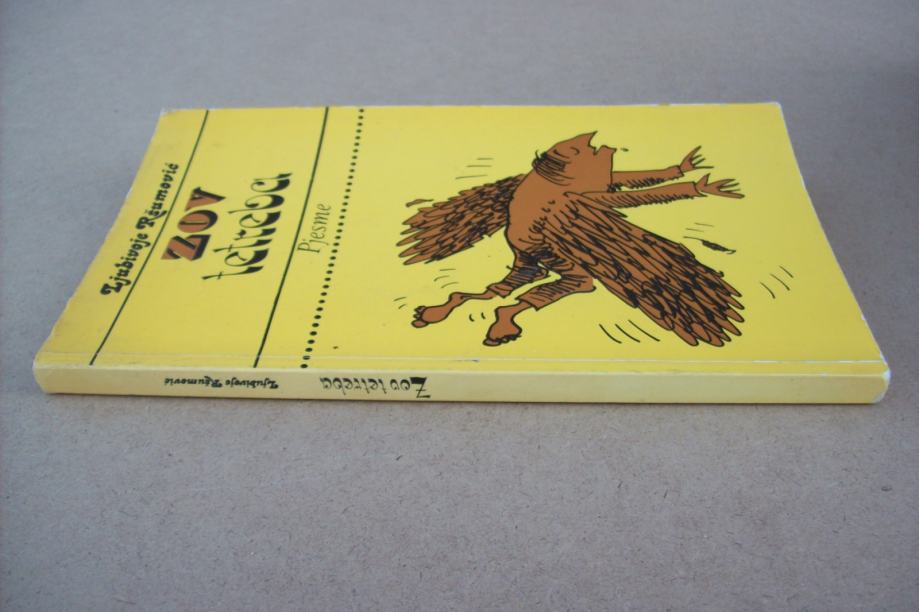 Ljubivoje Ršumović
ZOV
tetreba
Pjesme
Ljubivoje Ršumović
Zov tetreba